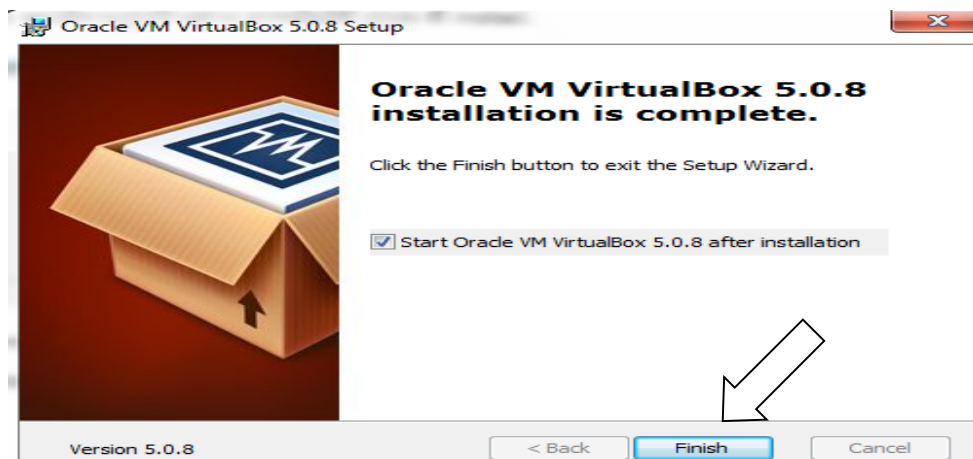 Oracle VM VirtualBox 5.0.8 Setup
Oracle VM VirtualBox 5.0.8
installation is complete.
Click the Finish button to exit the Setup Wizard.
Start Oracle VM VirtualBox 5.0.8 after installation
Version 5.0.8
< Back
Finish
Cancel